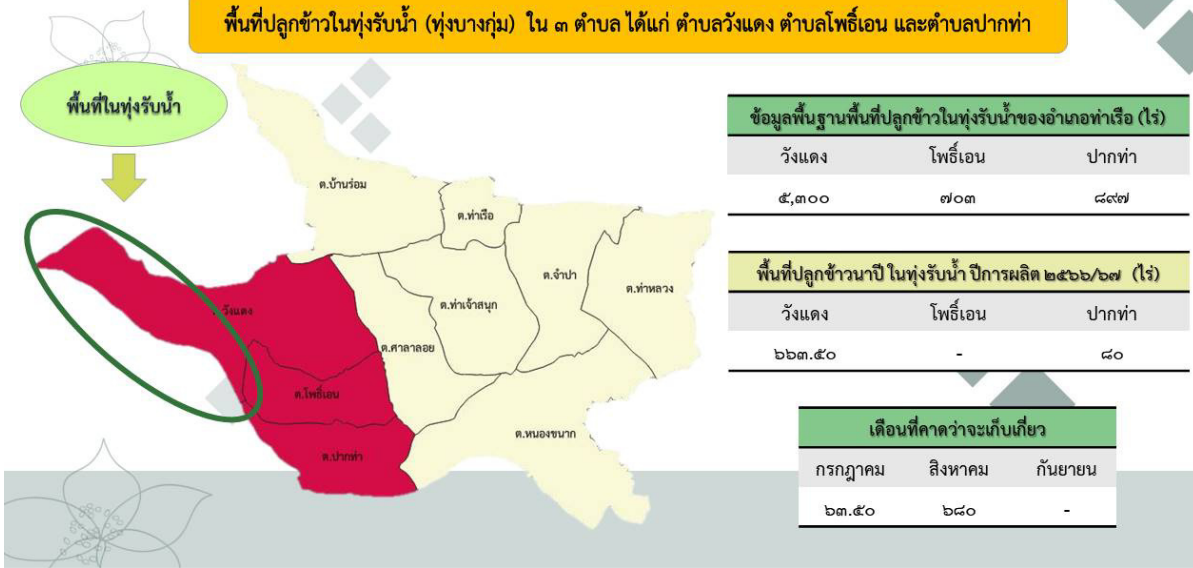 พื้นที่ปลูกข้าวในทุ่งรับน้ำ (ทุ่งบางกุ่ม) ใน ๓ ตำบล ได้แก่ ตำบลวังแดง ตำบลโพธิ์เอน และตำบลปากท่า
พื้นที่ในทุ่งรับน้ำ
ต.บ้านร่อม
ต.ท่าเรือ
ต.จำปา
ต.ท่าหลวง
ต.ท่าเจ้าสนุก
ต.วังแดง
ต.ศาลาลอย
ต.โพธิ์เอน
ต.หนองขนาก
ต.ปากท่า
ข้อมูลพื้นฐานพื้นที่ปลูกข้าวในทุ่งรับน้ำของอำเภอท่าเรือ (ไร่)
วังแดง โพธิ์เอน ปากท่า
๕,๓๐๐ ๗๐๓ ๘๙๗
พื้นที่ปลูกข้าวนาปี ในทุ่งรับน้ำ ปีการผลิต ๒๕๖๖/๖๗ (ไร่)
วังแดง โพธิ์เอน ปากท่า
๖๖๓.๕๐ - ๘๐
เดือนที่คาดว่าจะเก็บเกี่ยว
กรกฎาคม สิงหาคม กันยายน
๖๓.๕๐ ๖๘๐ -